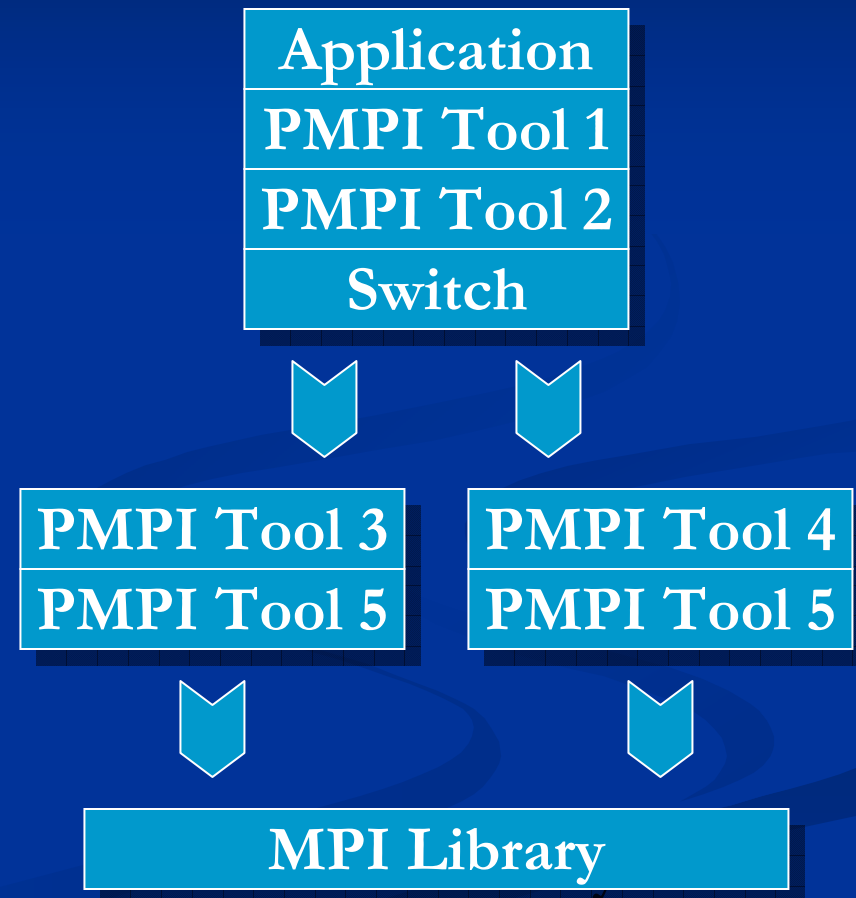 Application
PMPI Tool 1
PMPI Tool 2
Switch
PMPI Tool 3
PMPI Tool 5
PMPI Tool 4
PMPI Tool 5
MPI Library